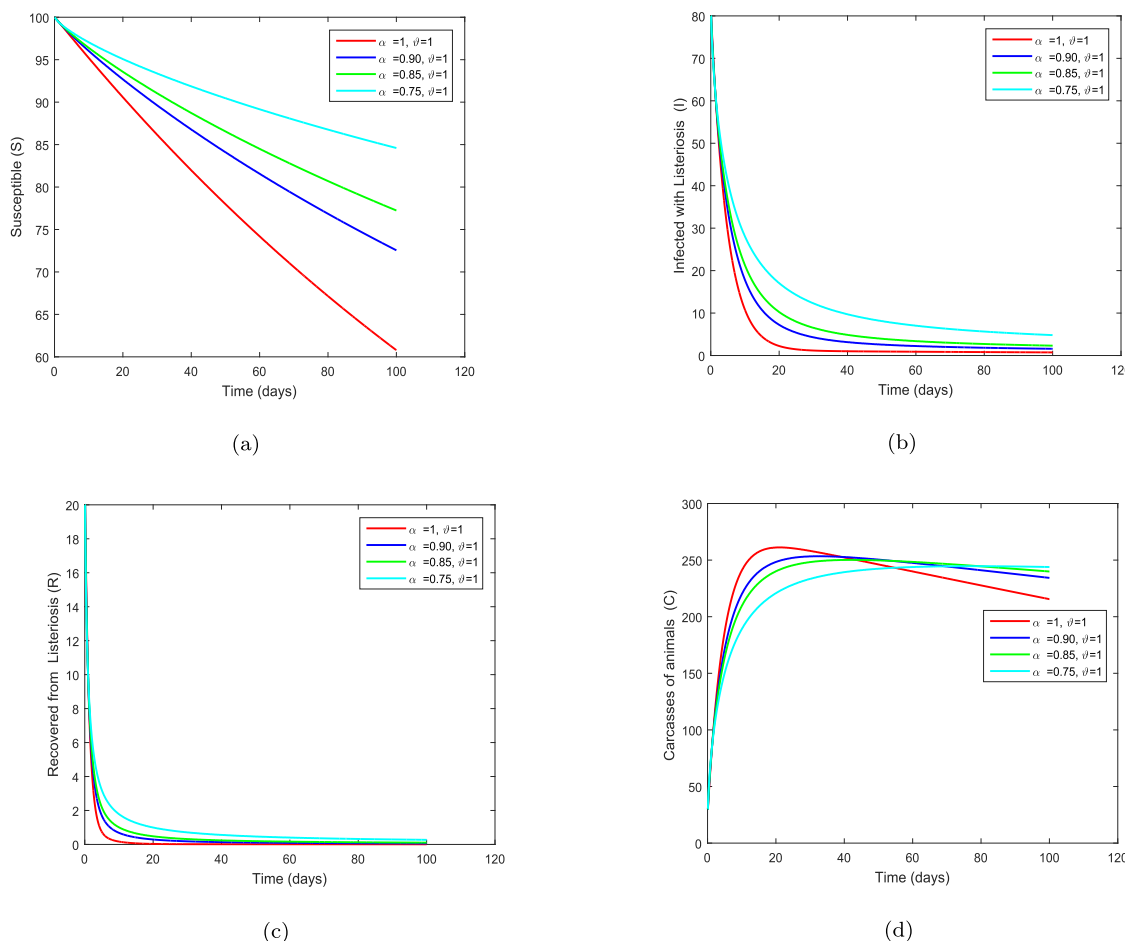 100
95
90
85
80
75
70
65
60
Susceptible (S)
0 20 40 60 80 100 120
Time (days)
α =1, ϑ=1
α =0.90, ϑ=1
α =0.85, ϑ=1
α =0.75, ϑ=1
(a)
80
70
60
50
40
30
20
10
0
Infected with Listeriosis (I)
0 20 40 60 80 100 120
Time (days)
α =1, ϑ=1
α =0.90, ϑ=1
α =0.85, ϑ=1
α =0.75, ϑ=1
(b)
20
18
16
14
12
10
8
6
4
2
0
Recovered from Listeriosis (R)
0 20 40 60 80 100 120
Time (days)
α =1, ϑ=1
α =0.90, ϑ=1
α =0.85, ϑ=1
α =0.75, ϑ=1
(c)
300
250
200
150
100
50
0
Carcasses of animals (C)
0 20 40 60 80 100 120
Time (days)
α =1, ϑ=1
α =0.90, ϑ=1
α =0.85, ϑ=1
α =0.75, ϑ=1
(d)